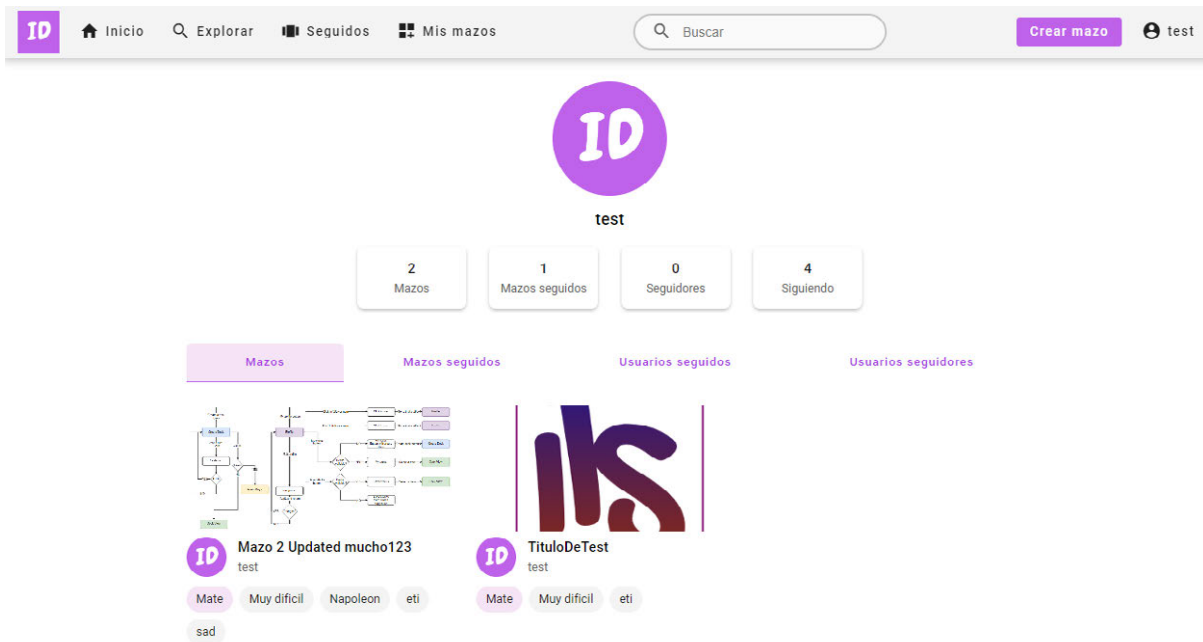 ID Inicio Explorar Seguidos Mis mazos Buscar Crear mazo test
ID
test
2 1 0 4
Mazos Mazos seguidos Seguidores Siguiendo
Mazos Mazos seguidos Usuarios seguidos Usuarios seguidores
ID Mazo 2 Updated mucho123 ID TituloDeTest
test test
Mate Muy dificil Napoleon eti Mate Muy dificil eti
sad